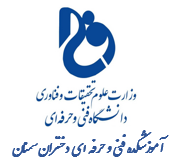 وزارت علوم تحقیقات و فناوری
دانشگاه فنی و حرفه ای
آموزشکده فنی و حرفه ای دختران سمنان